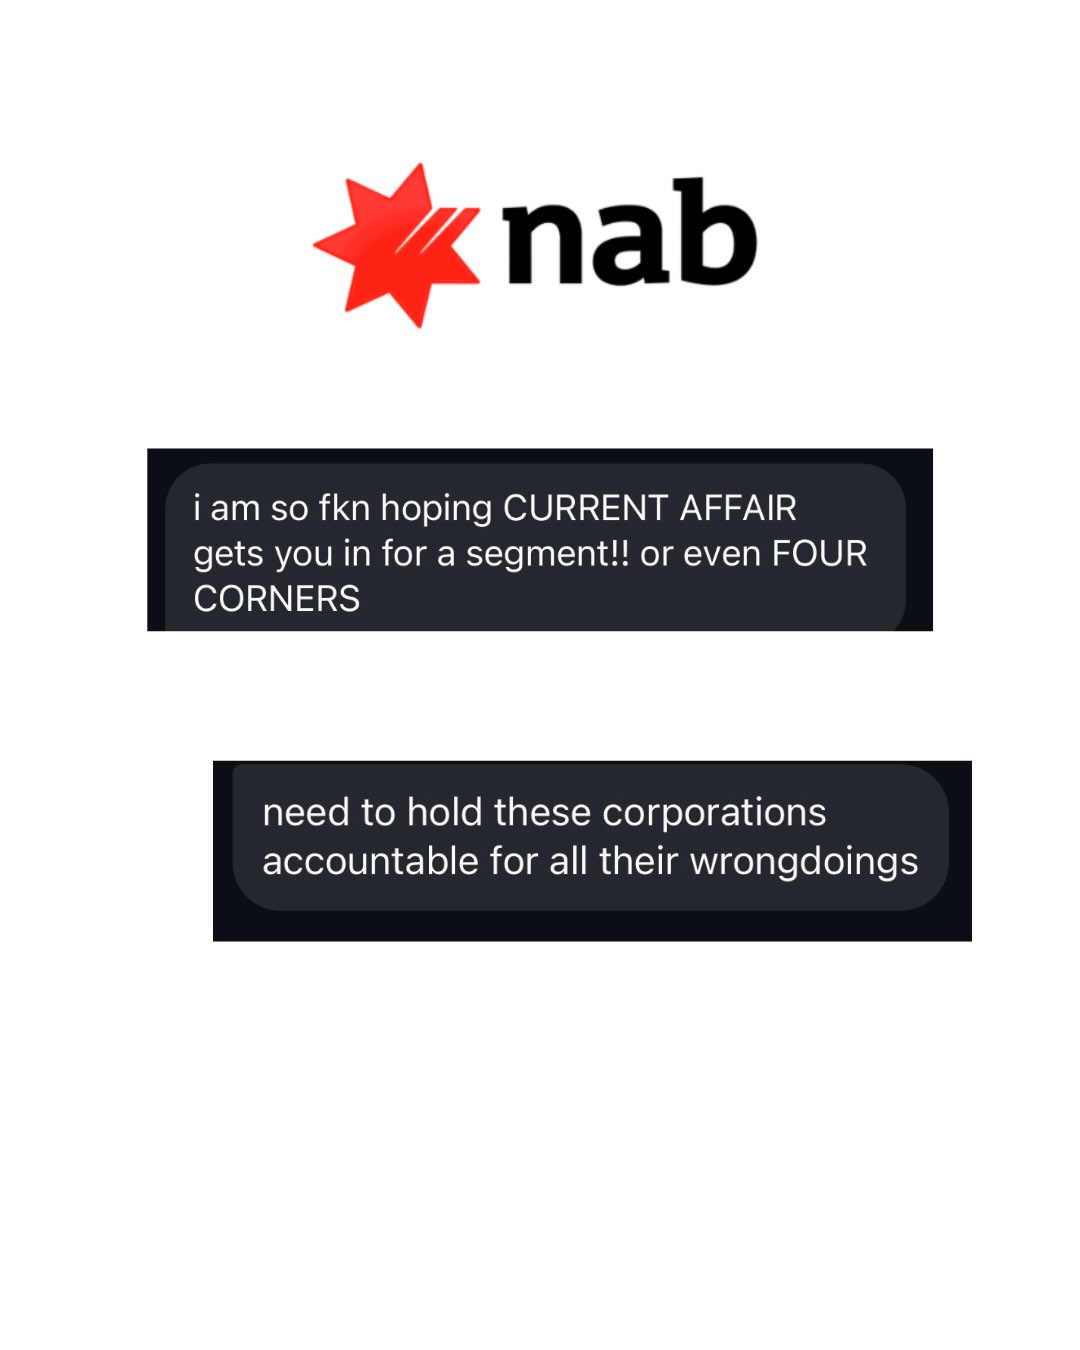 nab
i am so fkn hoping CURRENT AFFAIR
gets you in for a segment!! or even FOUR
CORNERS
need to hold these corporations
accountable for all their wrongdoings